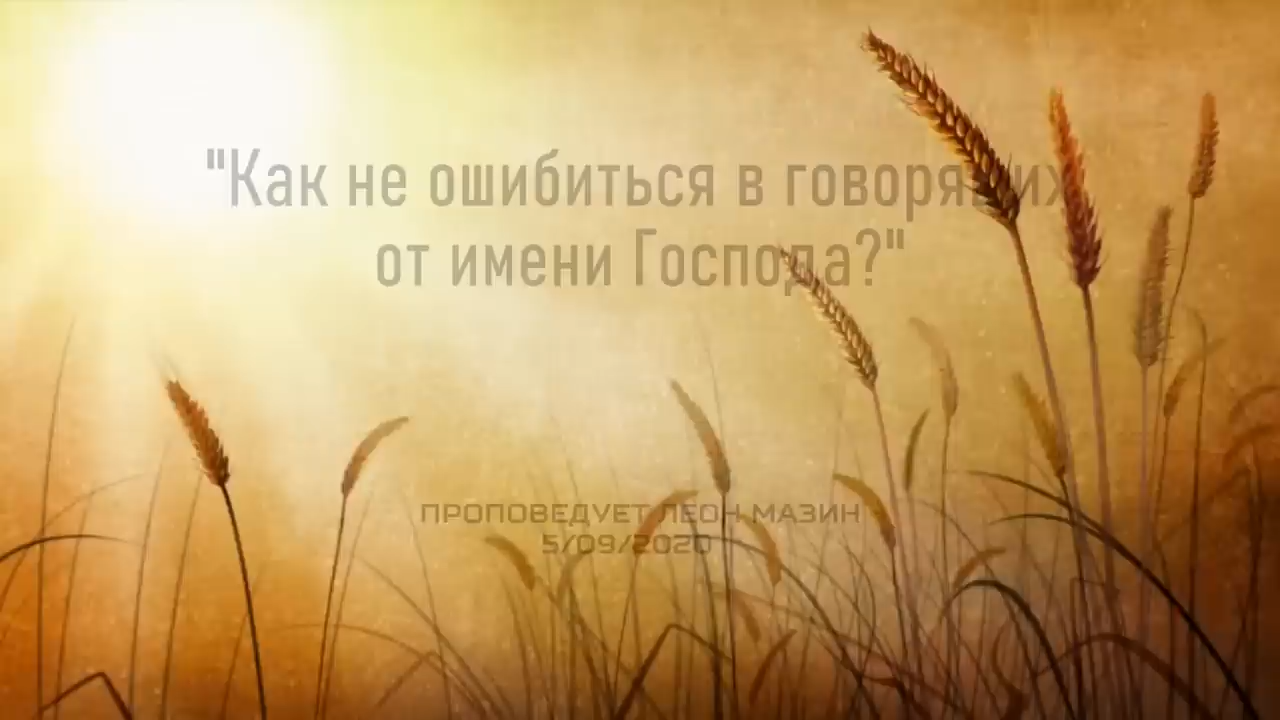 "Как не ошибиться в говорящих
от имени Господа?"
ПРОПОВЕДУЕТ ЛЕОН МАЗИН
5/09/2020